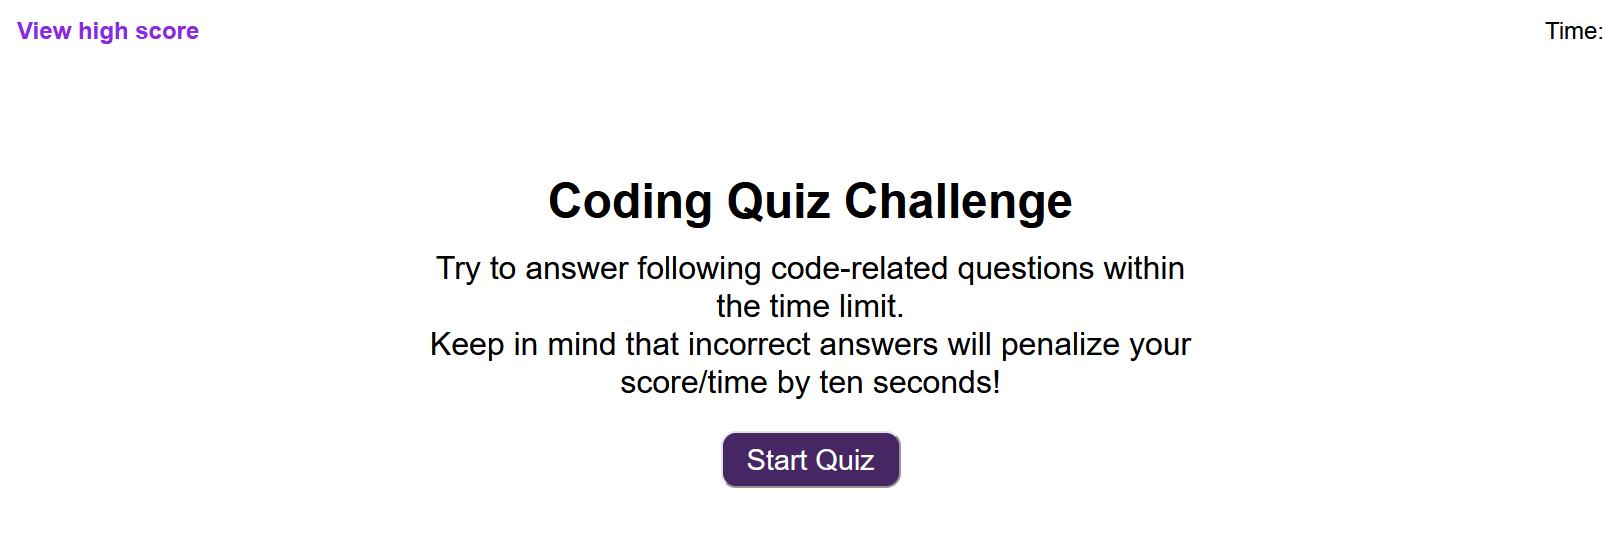 View high score
Time:
Coding Quiz Challenge
Try to answer following code-related questions within
the time limit.
Keep in mind that incorrect answers will penalize your
score/time by ten seconds!
Start Quiz